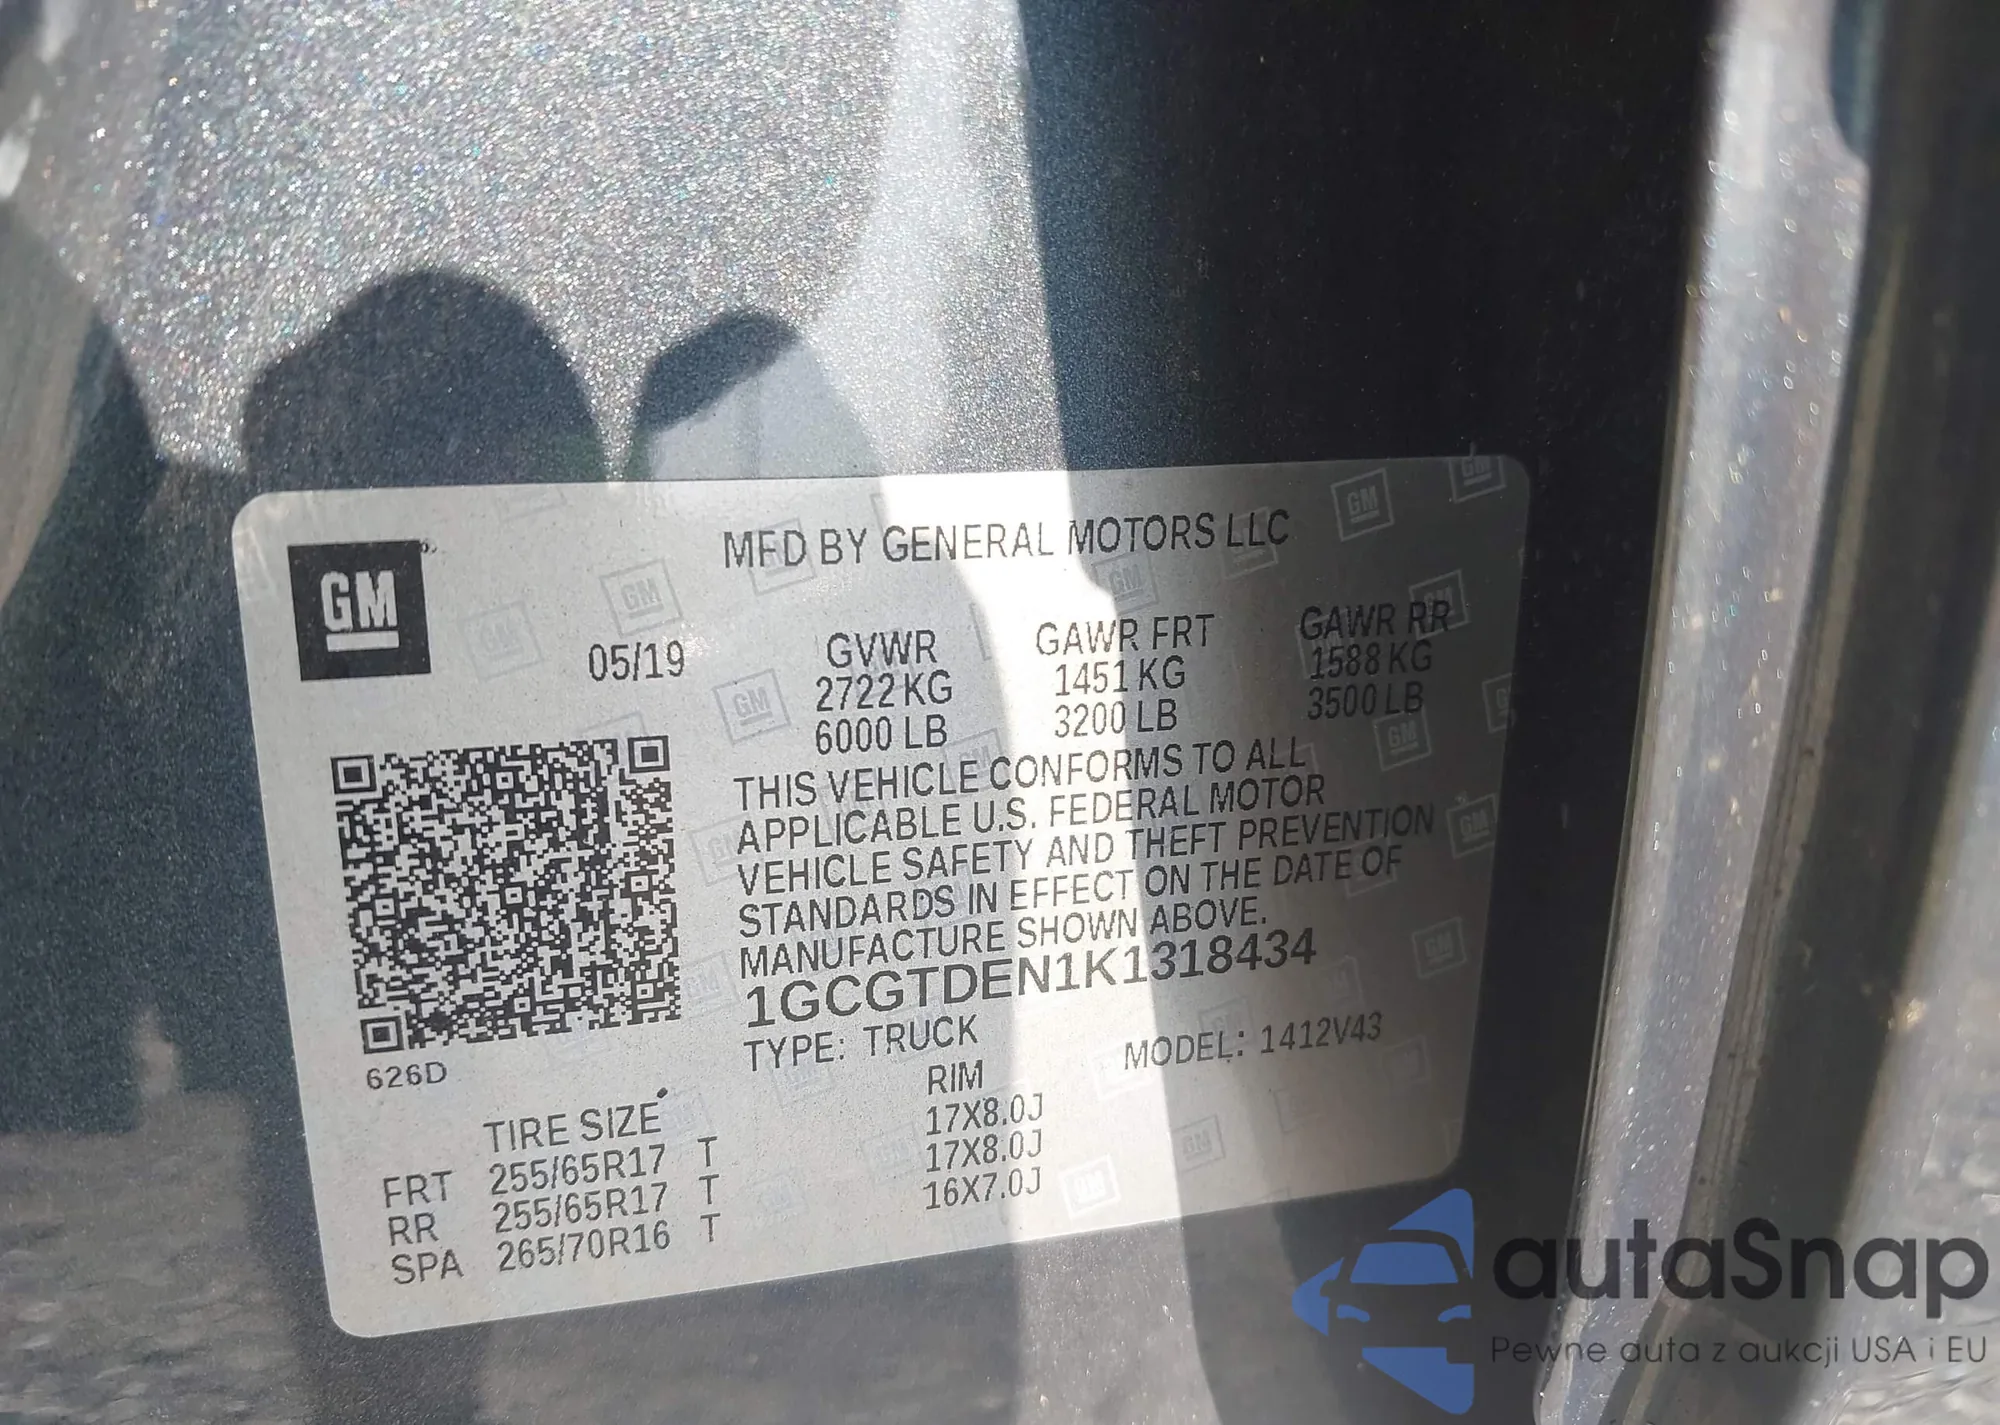 GM
MFD BY GENERAL MOTORS LLC
05/19
GVWR GAWR FRT GAWR RR
2722 KG 1451 KG 1588 KG
6000 LB 3200 LB 3500 LB
THIS VEHICLE CONFORMS TO ALL
APPLICABLE U.S. FEDERAL MOTOR
VEHICLE SAFETY AND THEFT PREVENTION
STANDARDS IN EFFECT ON THE DATE OF
MANUFACTURE SHOWN ABOVE.
1GCGTDEN1K1318434
TYPE: TRUCK MODEL: 1412V43
626D
TIRE SIZE RIM
FRT 255/65R17 T 17X8.0J
RR 255/65R17 T 17X8.0J
SPA 265/70R16 T 16X7.0J
autaSnap
Pewne auta z aukcji USA i EU